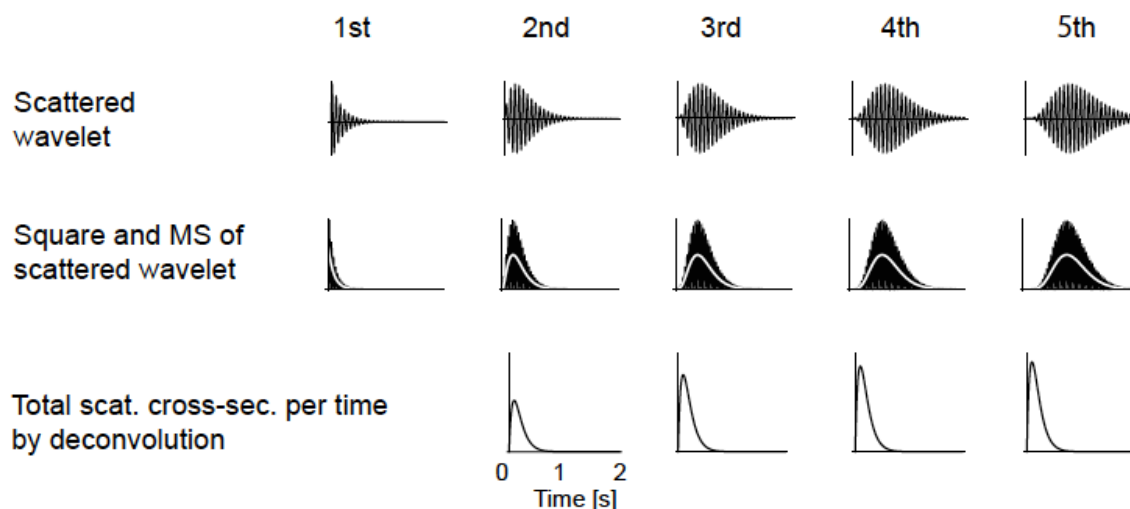 1st 2nd 3rd 4th 5th
Scattered
wavelet
Square and MS of
scattered wavelet
Total scat. cross-sec. per time
by deconvolution
0 1 2
Time [s]